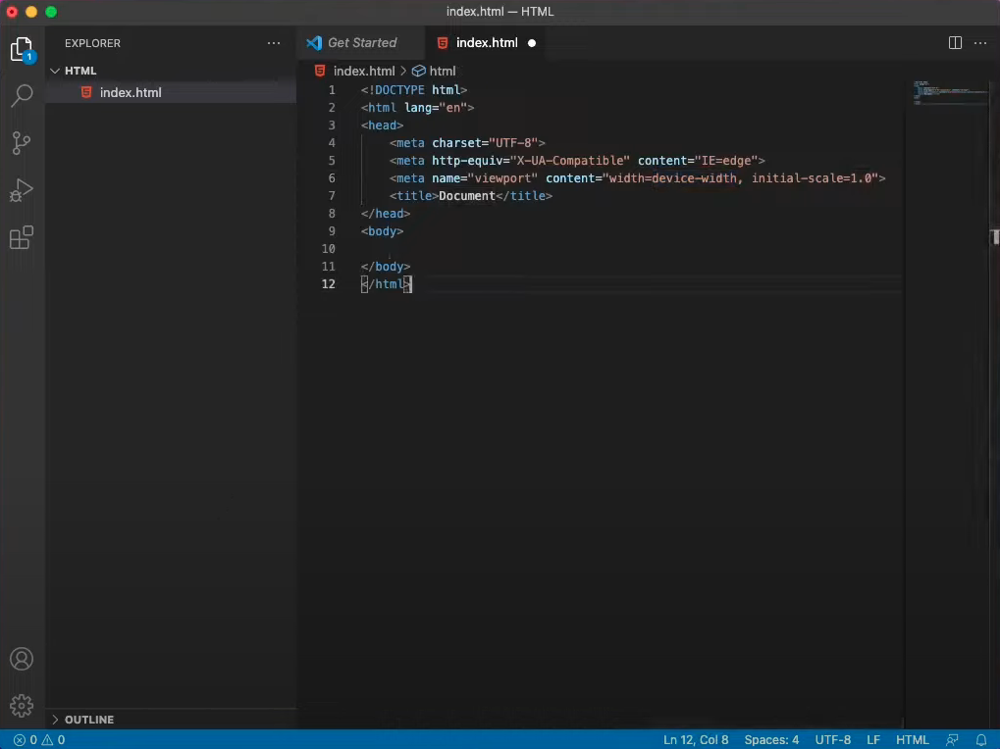 index.html — HTML
1
EXPLORER
HTML
index.html
OUTLINE
Get Started
index.html
index.html > html
1 <!DOCTYPE html>
2 <html lang="en">
3 <head>
4 <meta charset="UTF-8">
5 <meta http-equiv="X-UA-Compatible" content="IE=edge">
6 <meta name="viewport" content="width=device-width, initial-scale=1.0">
7 <title>Document</title>
8 </head>
9 <body>
10
11 </body>
12 </html>
0 0 Ln 12, Col 8 Spaces: 4 UTF-8 LF HTML